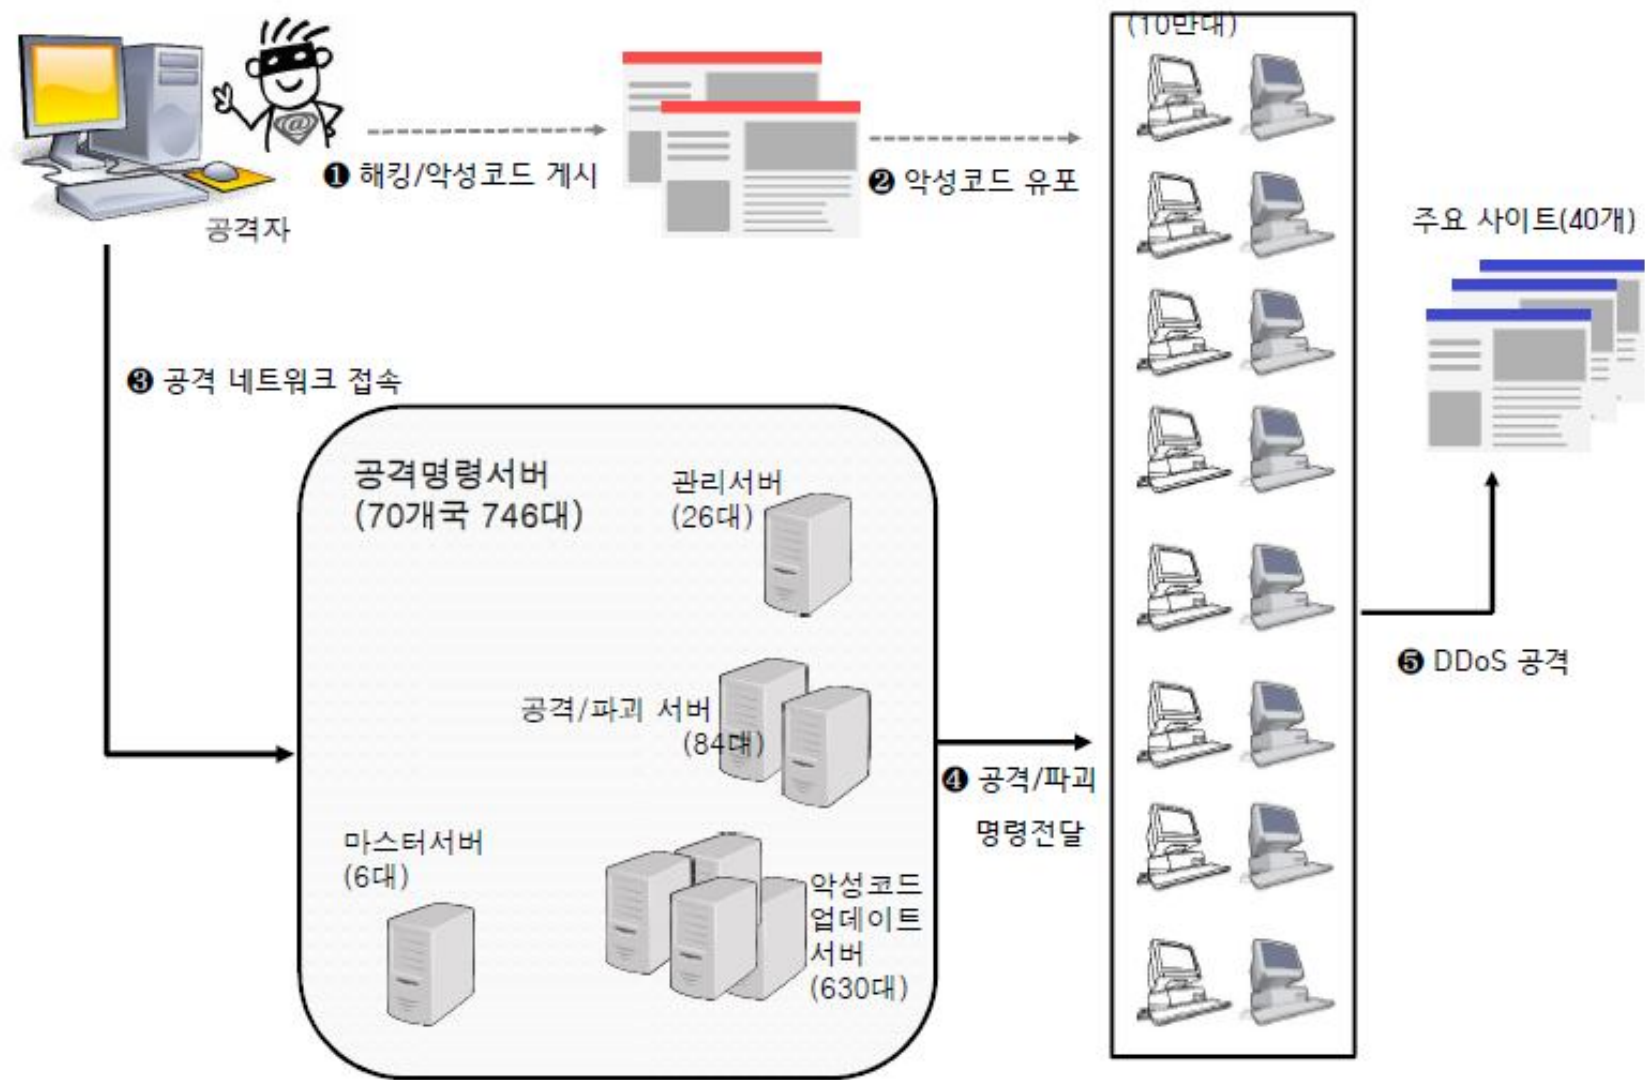 (10만대)
❶ 해킹/악성코드 게시
❷ 악성코드 유포
공격자
주요 사이트(40개)
❸ 공격 네트워크 접속
공격명령서버
(70개국 746대)
관리서버
(26대)
공격/파괴 서버
(84대)
❹ 공격/파괴
명령전달
❺ DDoS 공격
마스터서버
(6대)
악성코드
업데이트
서버
(630대)